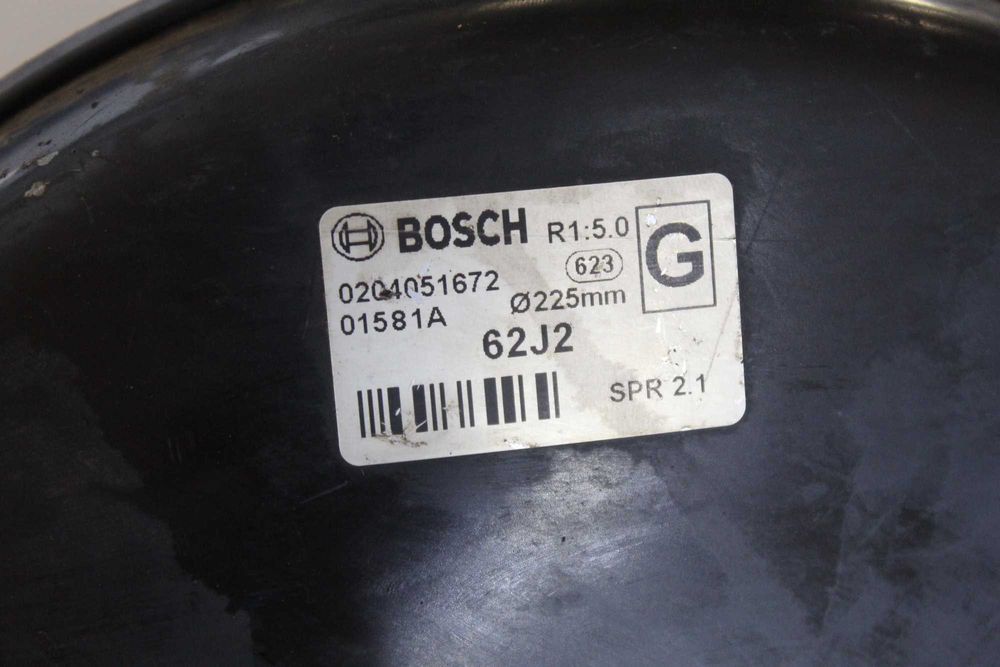 BOSCH R1:5.0 G
623
0204051672
Ø225mm
01581A
62J2
SPR 2.1